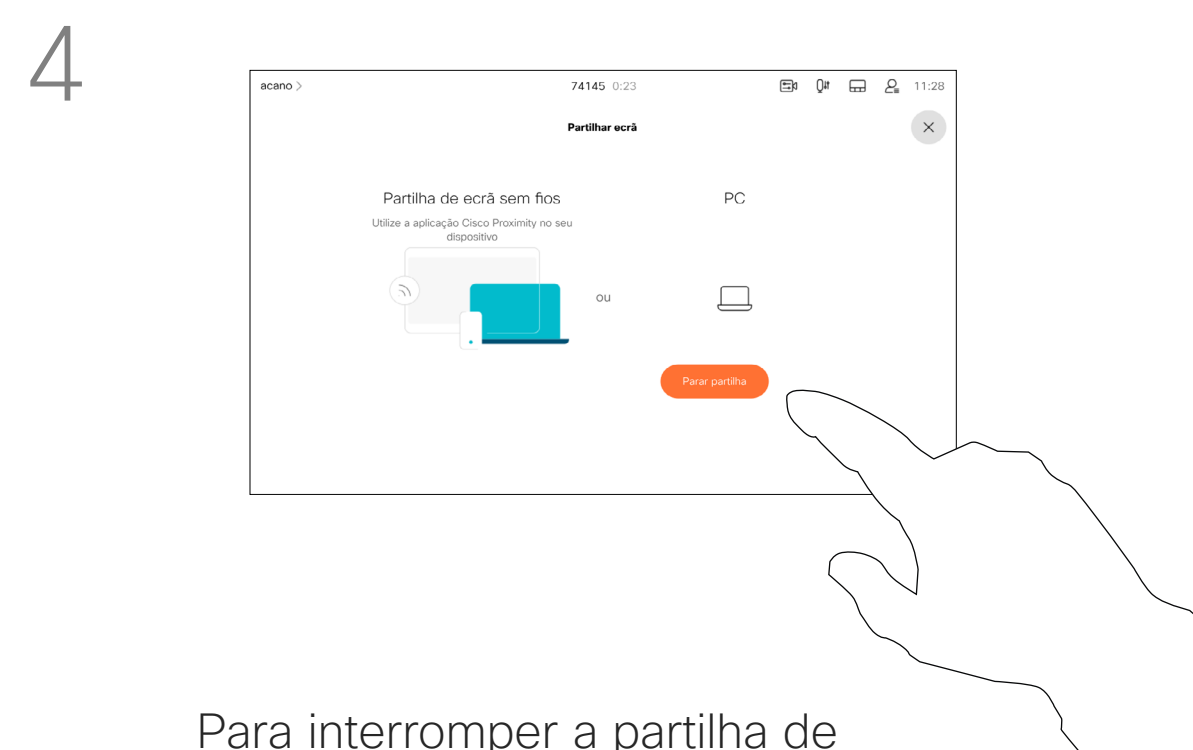 4
acano
74145 0:23
11:28
Partilhar ecrã
Partilha de ecrã sem fios
PC
Utilize a aplicação Cisco Proximity no seu
dispositivo
ou
Parar partilha
Para interromper a partilha de